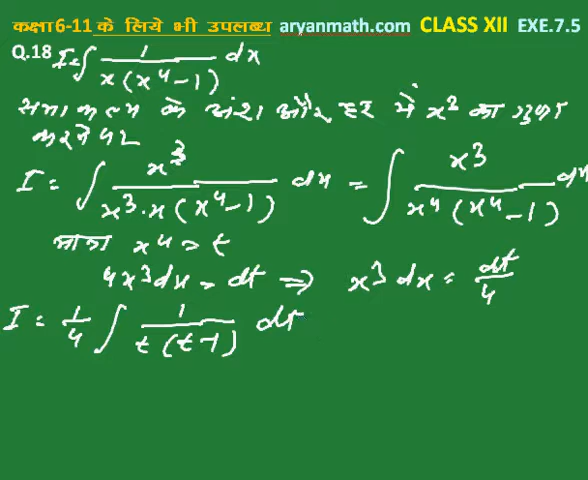 कक्षा 6-11 के लिये भी उपलब्ध aryanmath.com CLASS XII EXE.7.5
Q.18 I = ∫ 1/(x(x⁴-1)) dx
समाकलन के अंश और हर में x³ का गुणा
करने पर
I = ∫ x³/(x³·x(x⁴-1)) dx = ∫ x³/(x⁴(x⁴-1)) dx
माना x⁴ = t
4x³dx = dt ⇒ x³dx = dt/4
I = 1/4 ∫ 1/(t(t-1)) dt